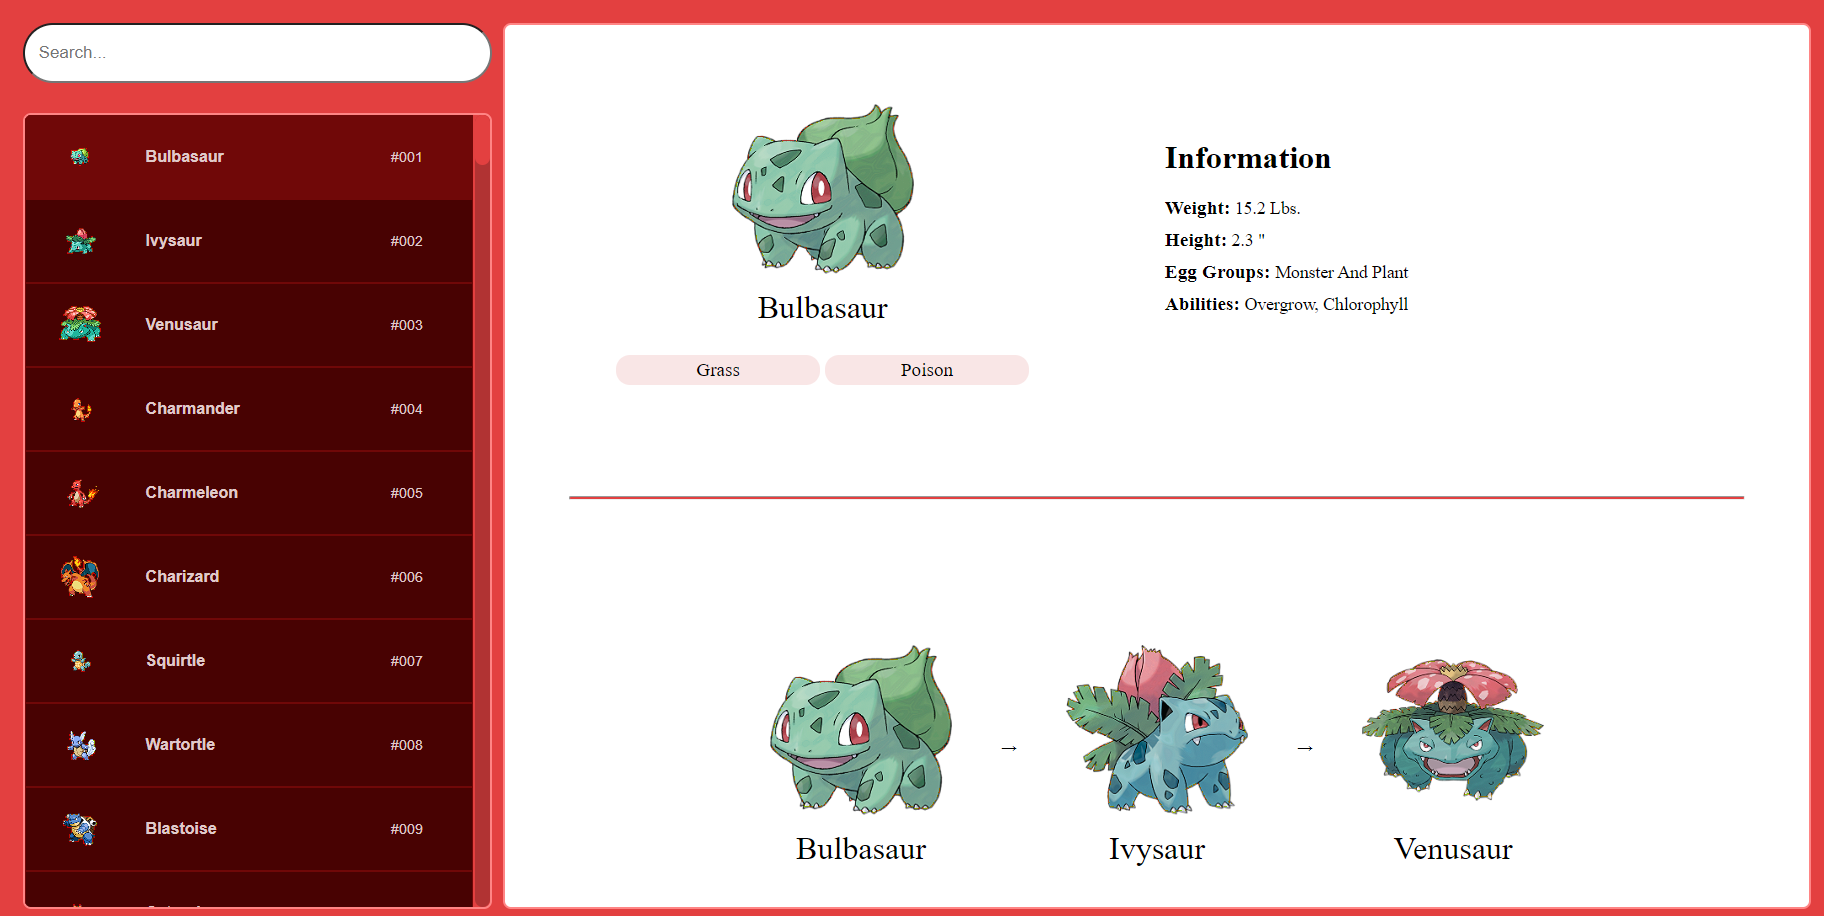 Search...
Bulbasaur #001
Ivysaur #002
Venusaur #003
Charmander #004
Charmeleon #005
Charizard #006
Squirtle #007
Wartortle #008
Blastoise #009
Bulbasaur
Grass Poison
Information
Weight: 15.2 Lbs.
Height: 2.3 "
Egg Groups: Monster And Plant
Abilities: Overgrow, Chlorophyll
Bulbasaur → Ivysaur → Venusaur